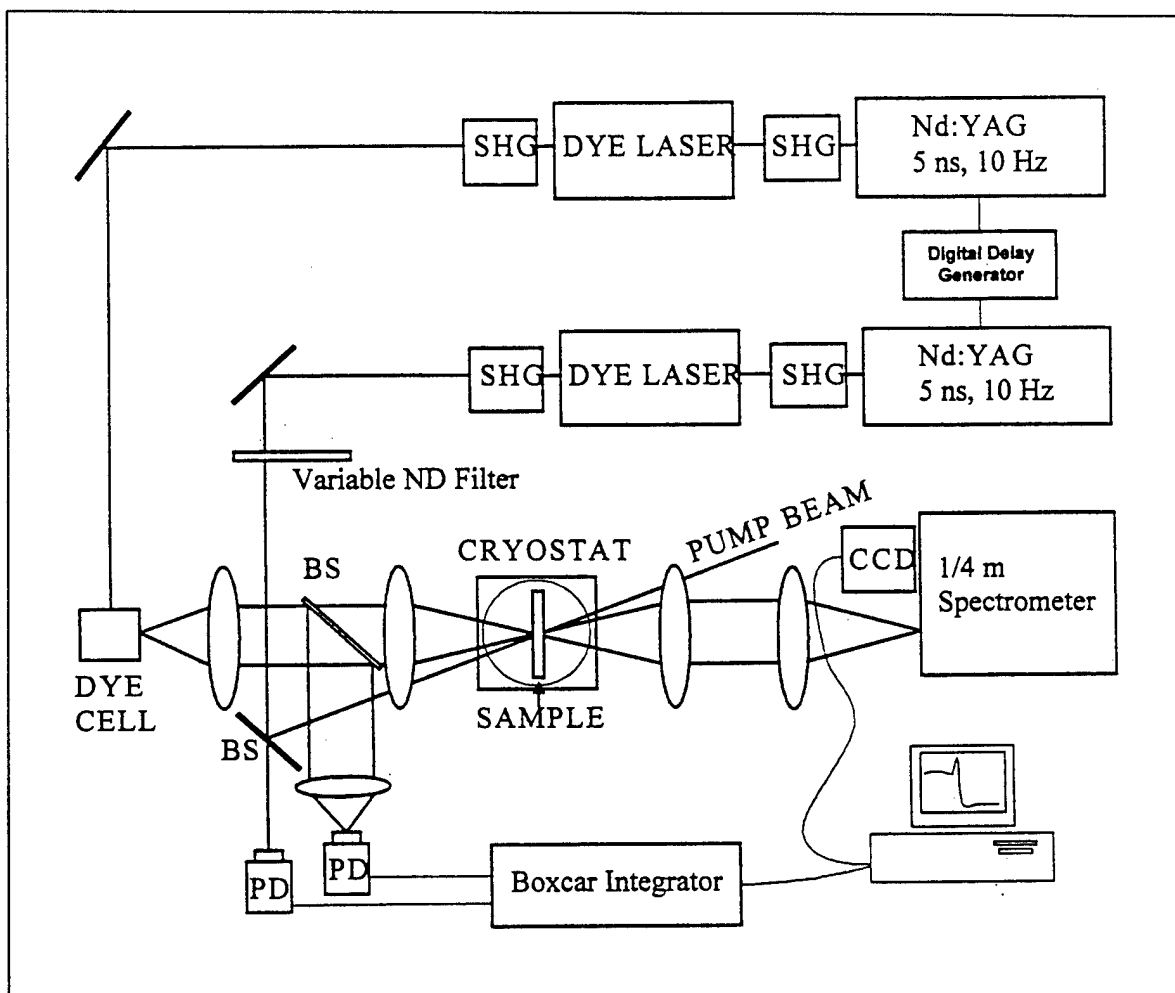 SHG
DYE LASER
SHG
Nd:YAG
5 ns, 10 Hz
Digital Delay
Generator
SHG
DYE LASER
SHG
Nd:YAG
5 ns, 10 Hz
Variable ND Filter
PUMP BEAM
CRYOSTAT
BS
CCD
1/4 m
Spectrometer
DYE
CELL
SAMPLE
BS
PD
PD
Boxcar Integrator